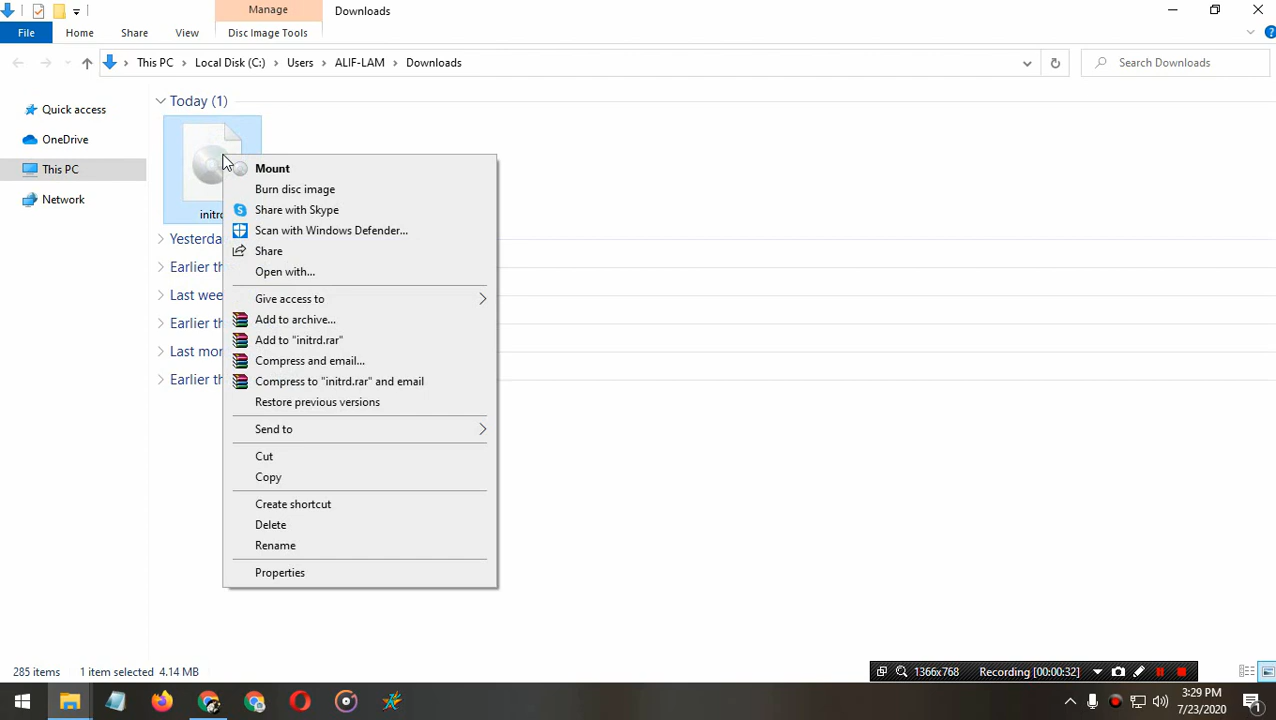 Manage
Downloads
File
Home
Share
View
Disc Image Tools
This PC
Local Disk (C:)
Users
ALIF-LAM
Downloads
Search Downloads
Quick access
OneDrive
This PC
Network
Today (1)
initrd
Yesterda
Earlier th
Last wee
Earlier th
Last mor
Earlier th
Mount
Burn disc image
Share with Skype
Scan with Windows Defender...
Share
Open with...
Give access to
Add to archive...
Add to "initrd.rar"
Compress and email...
Compress to "initrd.rar" and email
Restore previous versions
Send to
Cut
Copy
Create shortcut
Delete
Rename
Properties
285 items
1 item selected 4.14 MB
1366x768
Recording [00:00:32]
3:29 PM
7/23/2020
1